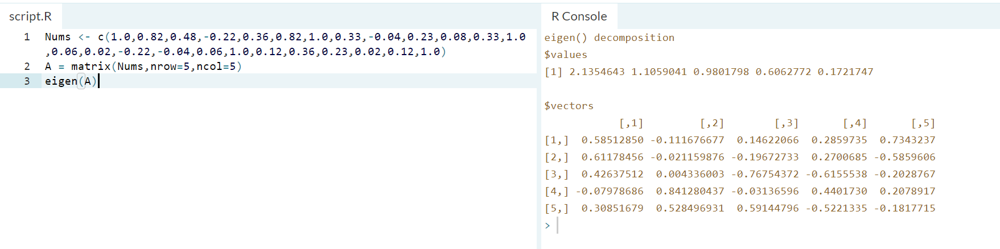 script.R
1 Nums <- c(1.0,0.82,0.48,-0.22,0.36,0.82,1.0,0.33,-0.04,0.23,0.08,0.33,1.0
,0.06,0.02,-0.22,-0.04,0.06,1.0,0.12,0.36,0.23,0.02,0.12,1.0)
2 A = matrix(Nums,nrow=5,ncol=5)
3 eigen(A)
R Console
eigen() decomposition
$values
[1] 2.1354643 1.1059041 0.9801798 0.6062772 0.1721747
$vectors
[,1] [,2] [,3] [,4] [,5]
[1,] 0.58512850 -0.111676677 0.14622066 0.2859735 0.7343237
[2,] 0.61178456 -0.021159876 -0.19672733 0.2700685 -0.5859606
[3,] 0.42637512 0.004336003 -0.76754372 -0.6155538 -0.2028767
[4,] -0.07978686 0.841280437 -0.03136596 0.4401730 0.2078917
[5,] 0.30851679 0.528496931 0.59144796 -0.5221335 -0.1817715
>